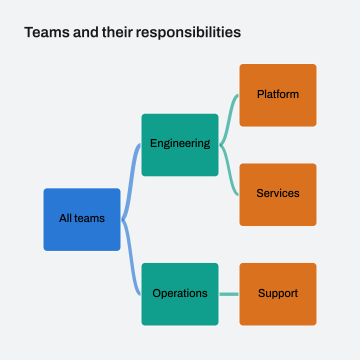 Teams and their responsibilities
Platform
Engineering
Services
All teams
Operations
Support